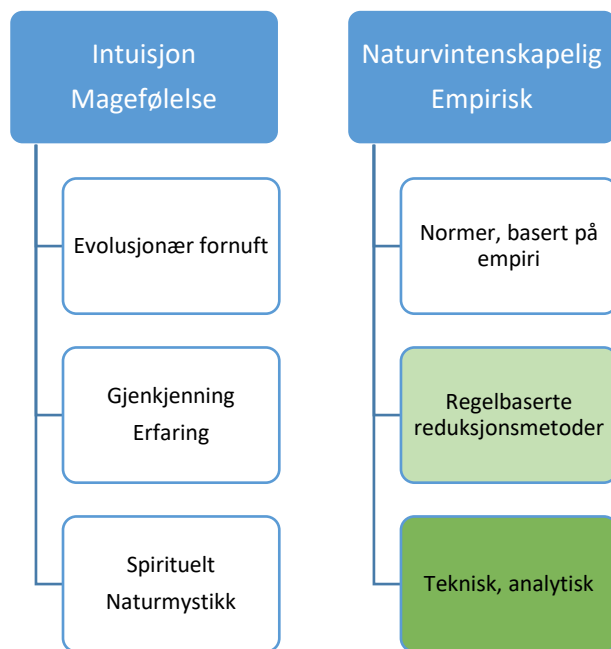 Intuisjon
Magefølelse
Evolusjonær fornuft
Gjenkjenning
Erfaring
Spirituelt
Naturmystikk
Naturvintenskapelig
Empirisk
Normer, basert på
empiri
Regelbaserte
reduksjonsmetoder
Teknisk, analytisk